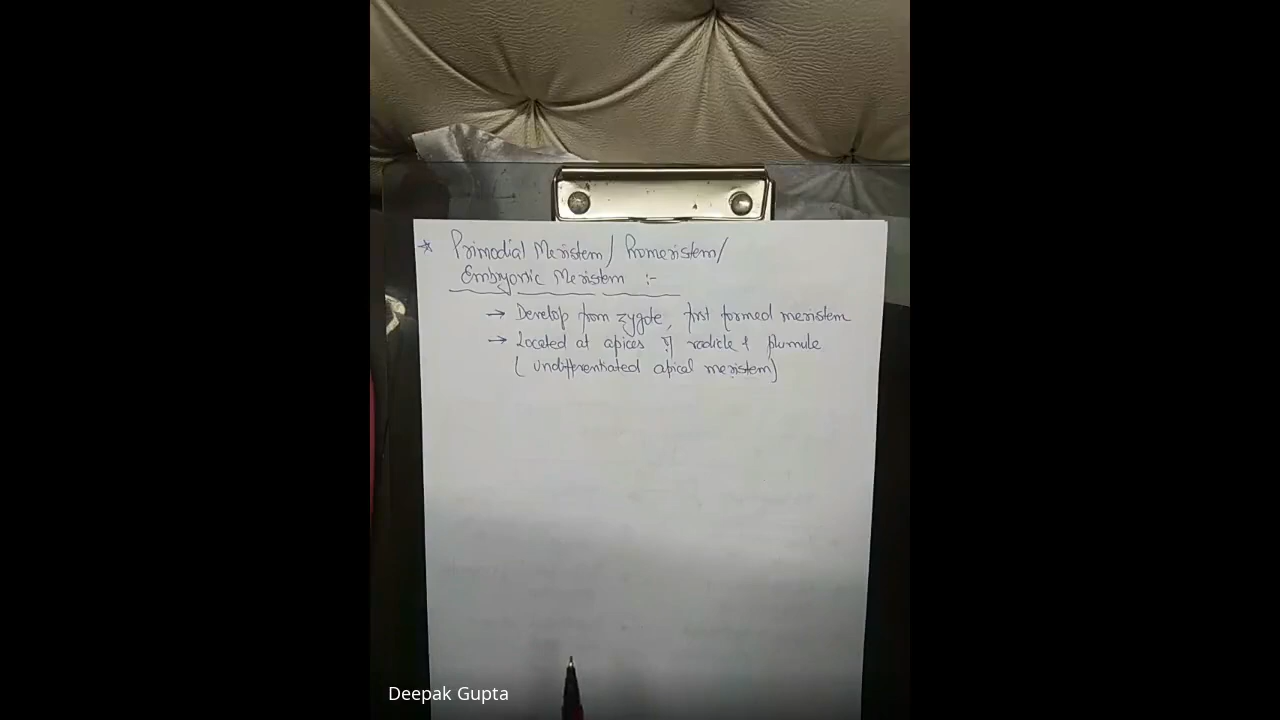 * Primodial Meristem / Promeristem /
Embryonic Meristem :-
→ Develop from zygote, first formed meristem
→ Located at apices of radicle & plumule
( undifferentiated apical meristem)
Deepak Gupta